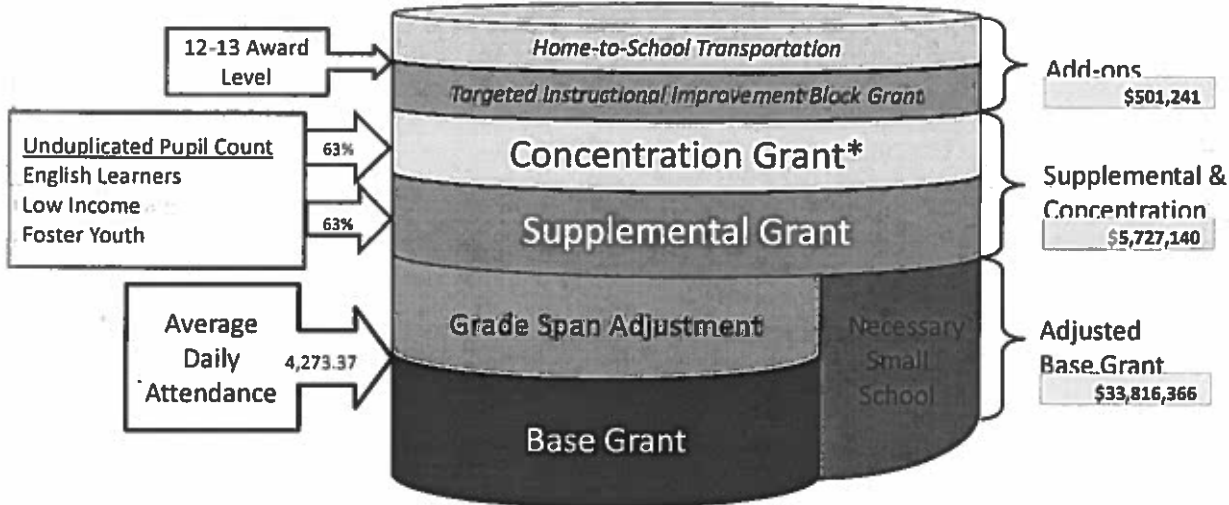 12-13 Award
Level
Home-to-School Transportation
Targeted Instructional Improvement Block Grant
Add-ons
$501,241
Unduplicated Pupil Count
English Learners
Low Income
Foster Youth
63%
63%
Concentration Grant*
Supplemental Grant
Supplemental &
Concentration
$5,727,140
Average
Daily
Attendance
4,273.37
Grade Span Adjustment
Base Grant
Necessary
Small
School
Adjusted
Base Grant
$33,816,366